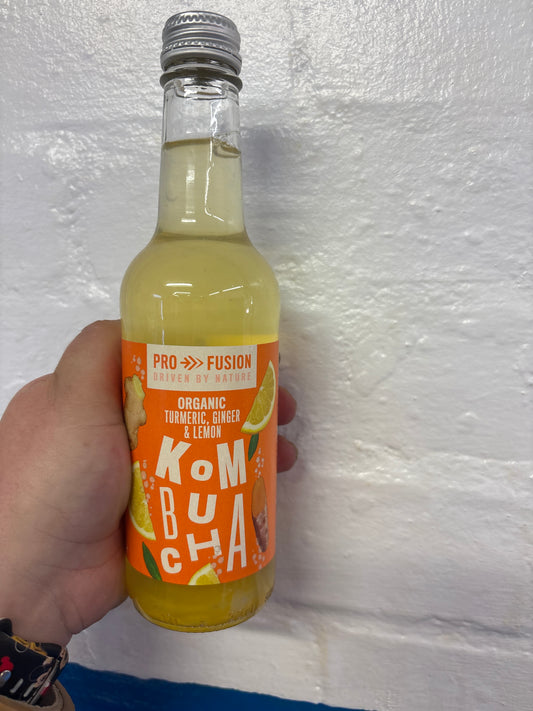 PRO FUSION
DRIVEN BY NATURE
ORGANIC
TURMERIC, GINGER
& LEMON
KOM
BU
CHA